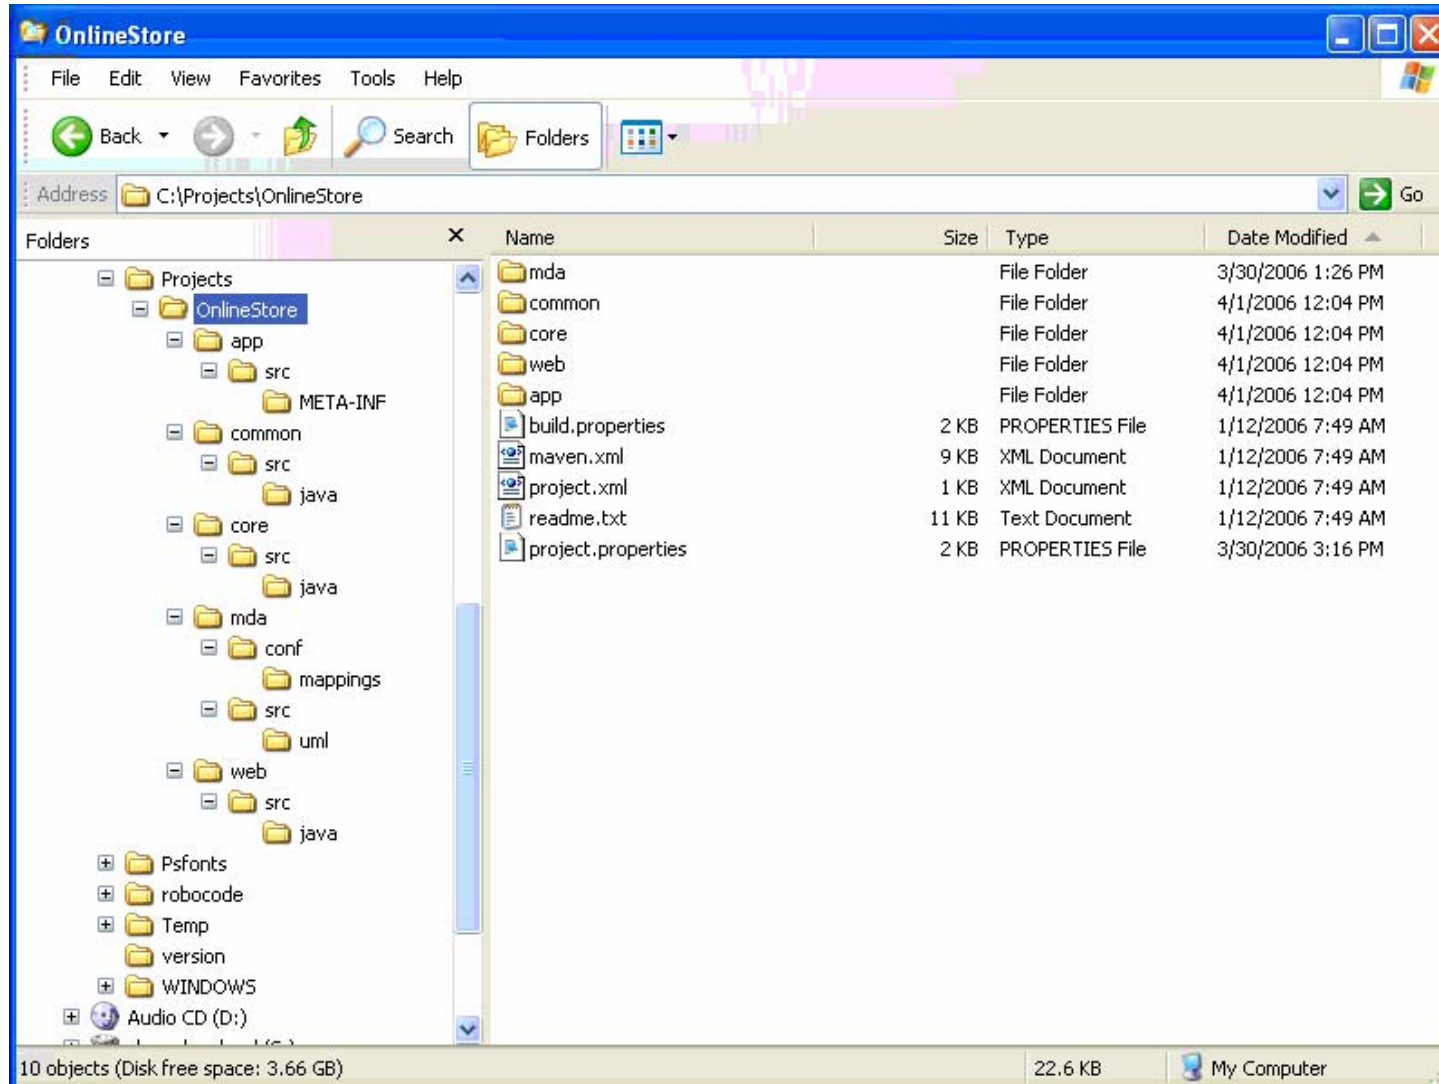 OnlineStore
File Edit View Favorites Tools Help
Back Search Folders
Address C:\Projects\OnlineStore Go
Folders
Projects
OnlineStore
app
src
META-INF
common
src
java
core
src
java
mda
conf
mappings
src
uml
web
src
java
Psfonts
robocode
Temp
version
WINDOWS
Audio CD (D:)
Name Size Type Date Modified
mda File Folder 3/30/2006 1:26 PM
common File Folder 4/1/2006 12:04 PM
core File Folder 4/1/2006 12:04 PM
web File Folder 4/1/2006 12:04 PM
app File Folder 4/1/2006 12:04 PM
build.properties 2 KB PROPERTIES File 1/12/2006 7:49 AM
maven.xml 9 KB XML Document 1/12/2006 7:49 AM
project.xml 1 KB XML Document 1/12/2006 7:49 AM
readme.txt 11 KB Text Document 1/12/2006 7:49 AM
project.properties 2 KB PROPERTIES File 3/30/2006 3:16 PM
10 objects (Disk free space: 3.66 GB) 22.6 KB My Computer